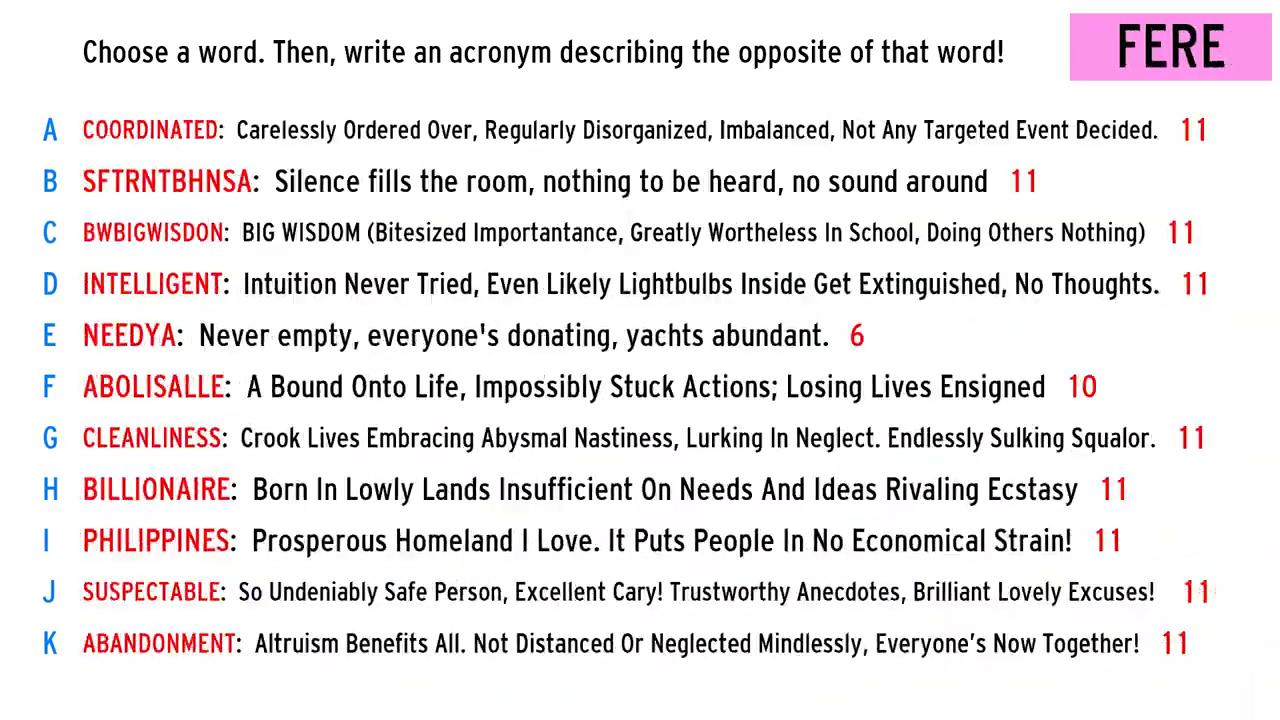 Choose a word. Then, write an acronym describing the opposite of that word!
FERE
A COORDINATED: Carelessly Ordered Over, Regularly Disorganized, Imbalanced, Not Any Targeted Event Decided. 11
B SFTRNTBHNSA: Silence fills the room, nothing to be heard, no sound around 11
C BWBIGWISDON: BIG WISDOM (Bitesized Importantance, Greatly Wortheless In School, Doing Others Nothing) 11
D INTELLIGENT: Intuition Never Tried, Even Likely Lightbulbs Inside Get Extinguished, No Thoughts. 11
E NEEDYA: Never empty, everyone's donating, yachts abundant. 6
F ABOLISALLE: A Bound Onto Life, Impossibly Stuck Actions; Losing Lives Ensigned 10
G CLEANLINESS: Crook Lives Embracing Abysmal Nastiness, Lurking In Neglect. Endlessly Sulking Squalor. 11
H BILLIONAIRE: Born In Lowly Lands Insufficient On Needs And Ideas Rivaling Ecstasy 11
I PHILIPPINES: Prosperous Homeland I Love. It Puts People In No Economical Strain! 11
J SUSPECTABLE: So Undeniably Safe Person, Excellent Cary! Trustworthy Anecdotes, Brilliant Lovely Excuses! 11
K ABANDONMENT: Altruism Benefits All. Not Distanced Or Neglected Mindlessly, Everyone’s Now Together! 11